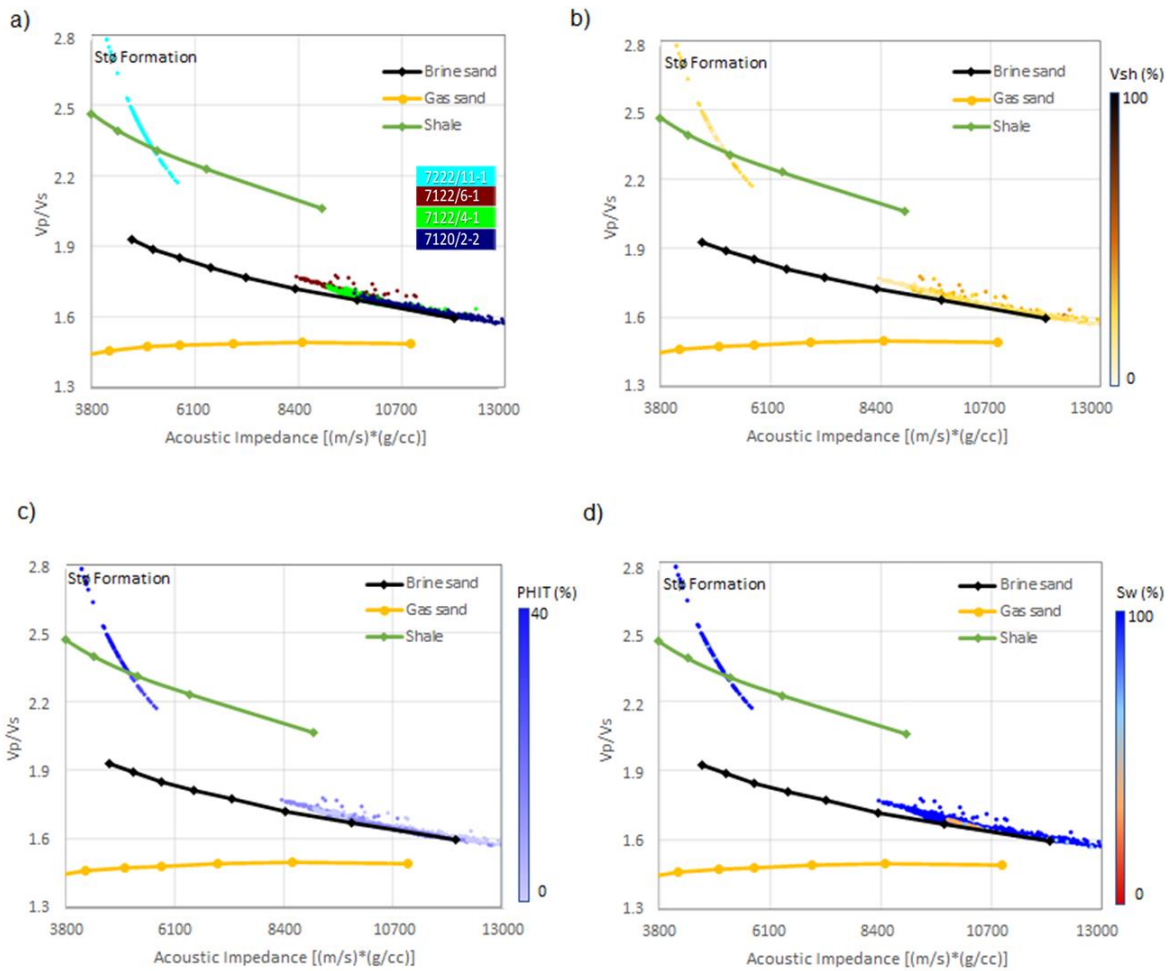 a)
2.8
2.5
2.2
1.9
1.6
1.3
Vp/Vs
Stø Formation
Brine sand
Gas sand
Shale
7222/11-1
7122/6-1
7122/4-1
7120/2-2
3800 6100 8400 10700 13000
Acoustic Impedance [(m/s)*(g/cc)]
b)
2.8
2.5
2.2
1.9
1.6
1.3
Vp/Vs
Stø Formation
Brine sand
Gas sand
Shale
Vsh (%)
100
0
3800 6100 8400 10700 13000
Acoustic Impedance [(m/s)*(g/cc)]
c)
2.8
2.5
2.2
1.9
1.6
1.3
Vp/Vs
Stø Formation
Brine sand
Gas sand
Shale
PHIT (%)
40
0
3800 6100 8400 10700 13000
Acoustic Impedance [(m/s)*(g/cc)]
d)
2.8
2.5
2.2
1.9
1.6
1.3
Vp/Vs
Stø Formation
Brine sand
Gas sand
Shale
Sw (%)
100
0
3800 6100 8400 10700 13000
Acoustic Impedance [(m/s)*(g/cc)]